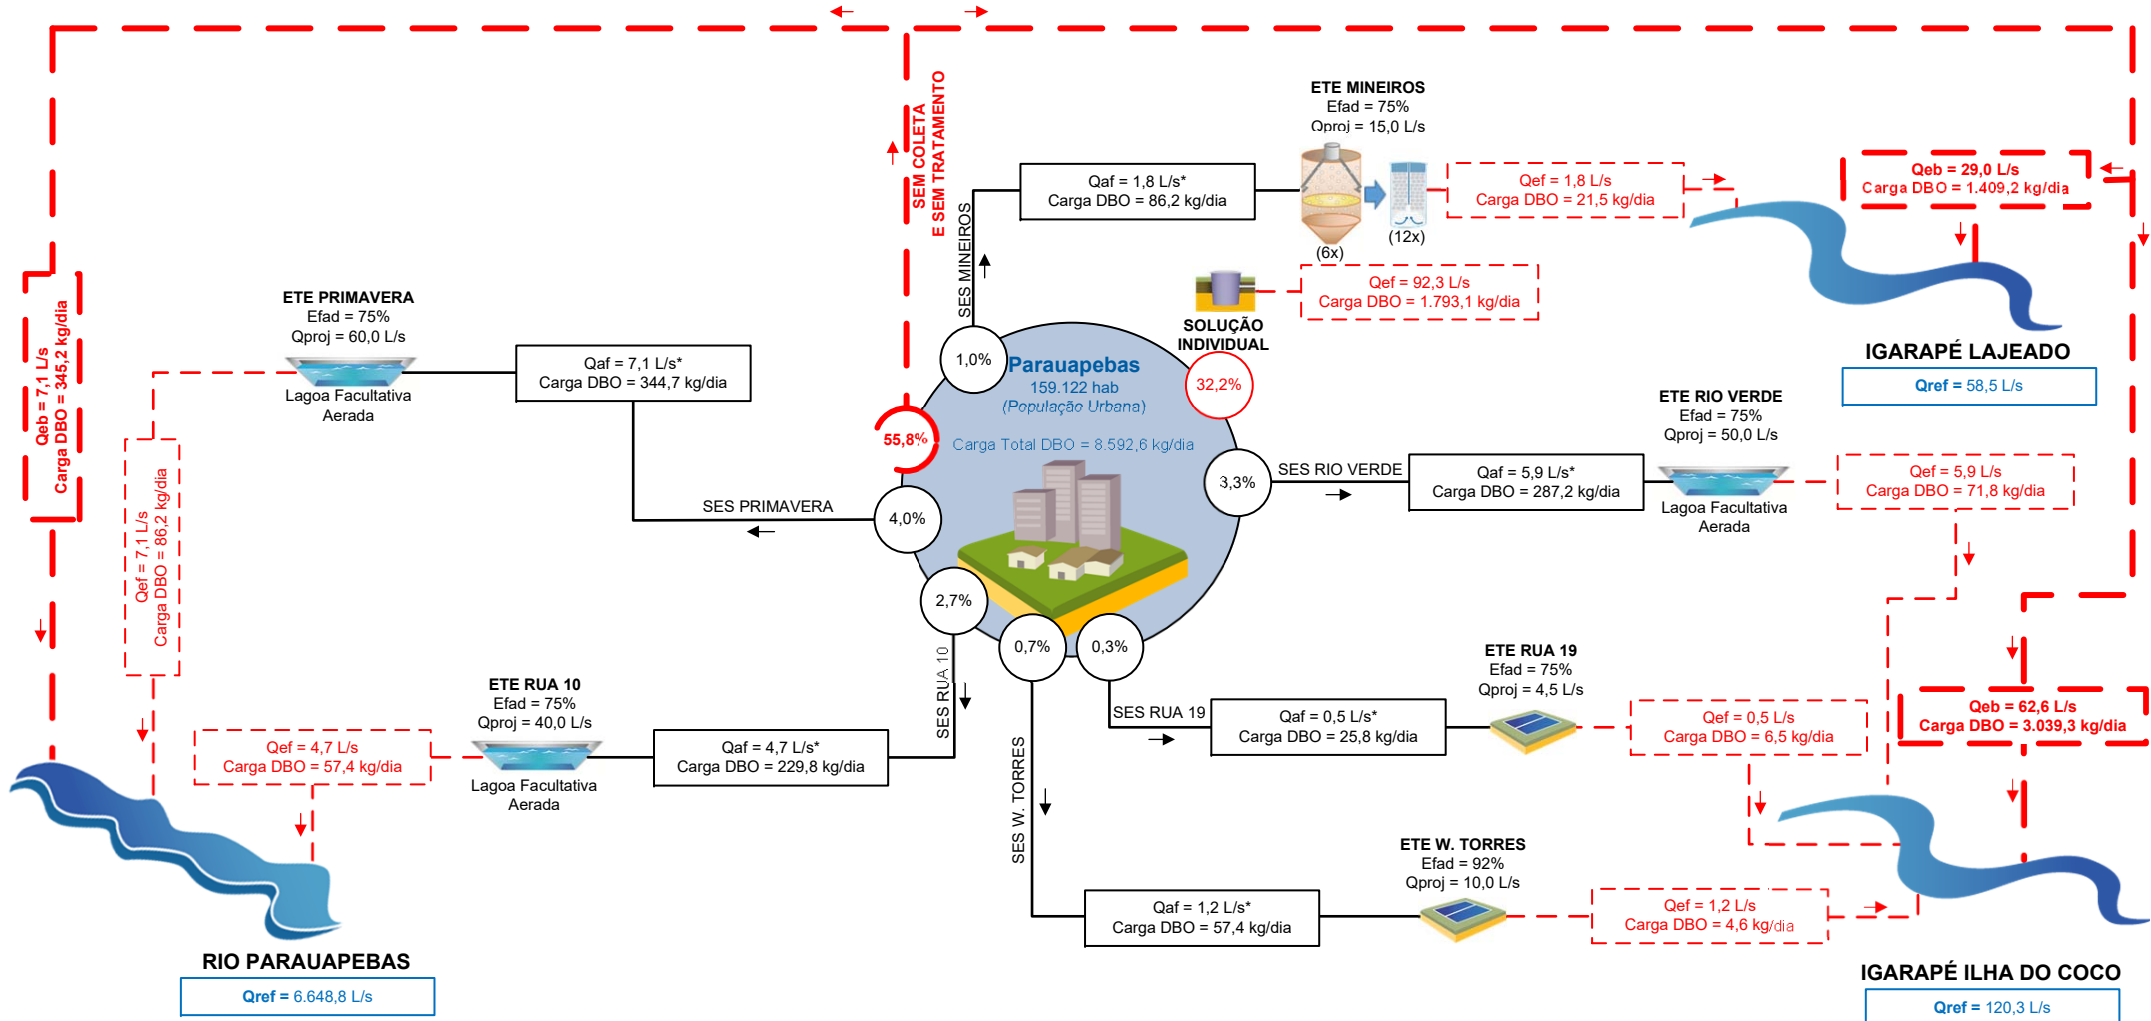 SEM COLETA
E SEM TRATAMENTO
ETE MINEIROS
Efad = 75%
Qproj = 15,0 L/s
SES MINEIROS
Qaf = 1,8 L/s*
Carga DBO = 86,2 kg/dia
(6x)
(12x)
Qef = 1,8 L/s
Carga DBO = 21,5 kg/dia
Qeb = 29,0 L/s
Carga DBO = 1.409,2 kg/dia
IGARAPÉ LAJEADO
Qref = 58,5 L/s
SOLUÇÃO
INDIVIDUAL
Qef = 92,3 L/s
Carga DBO = 1.793,1 kg/dia
Qeb = 7,1 L/s
Carga DBO = 345,2 kg/dia
ETE PRIMAVERA
Efad = 75%
Qproj = 60,0 L/s
Lagoa Facultativa
Aerada
Qaf = 7,1 L/s*
Carga DBO = 344,7 kg/dia
SES PRIMAVERA
Qef = 7,1 L/s
Carga DBO = 86,2 kg/dia
Parauapebas
159.122 hab
(População Urbana)
Carga Total DBO = 8.592,6 kg/dia
1,0%
32,2%
55,8%
3,3%
4,0%
2,7%
0,7%
0,3%
SES RIO VERDE
Qaf = 5,9 L/s*
Carga DBO = 287,2 kg/dia
ETE RIO VERDE
Efad = 75%
Qproj = 50,0 L/s
Lagoa Facultativa
Aerada
Qef = 5,9 L/s
Carga DBO = 71,8 kg/dia
SES RUA 10
Qaf = 4,7 L/s*
Carga DBO = 229,8 kg/dia
ETE RUA 10
Efad = 75%
Qproj = 40,0 L/s
Lagoa Facultativa
Aerada
Qef = 4,7 L/s
Carga DBO = 57,4 kg/dia
RIO PARAUAPEBAS
Qref = 6.648,8 L/s
SES RUA 19
Qaf = 0,5 L/s*
Carga DBO = 25,8 kg/dia
ETE RUA 19
Efad = 75%
Qproj = 4,5 L/s
Qef = 0,5 L/s
Carga DBO = 6,5 kg/dia
Qeb = 62,6 L/s
Carga DBO = 3.039,3 kg/dia
SES W. TORRES
Qaf = 1,2 L/s*
Carga DBO = 57,4 kg/dia
ETE W. TORRES
Efad = 92%
Qproj = 10,0 L/s
Qef = 1,2 L/s
Carga DBO = 4,6 kg/dia
IGARAPÉ ILHA DO COCO
Qref = 120,3 L/s